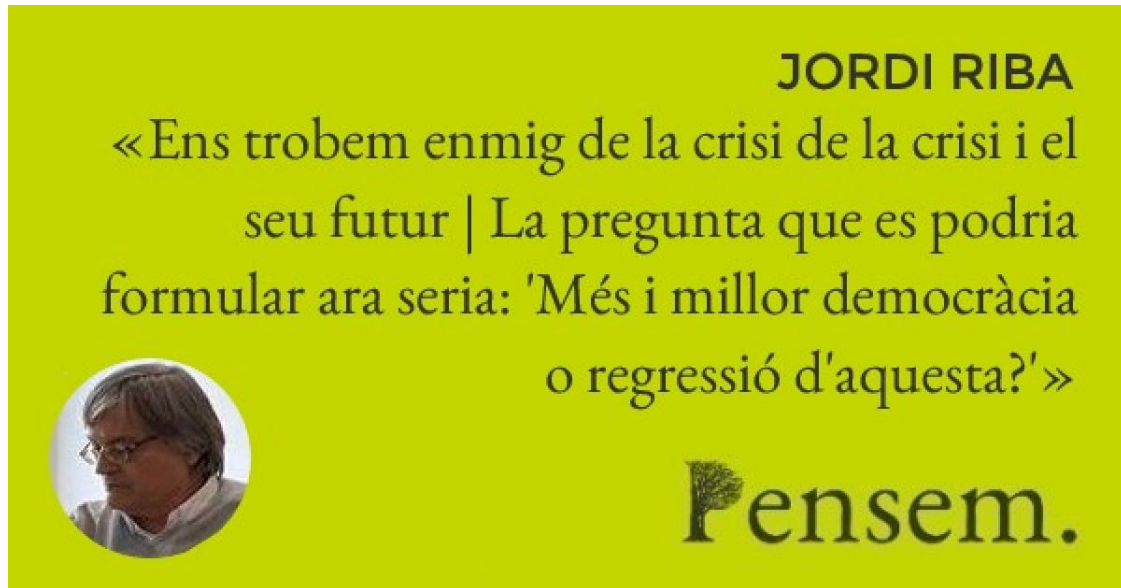 JORDI RIBA
«Ens trobem enmig de la crisi de la crisi i el
seu futur | La pregunta que es podria
formular ara seria: 'Més i millor democràcia
o regressió d'aquesta?'»
Pensem.